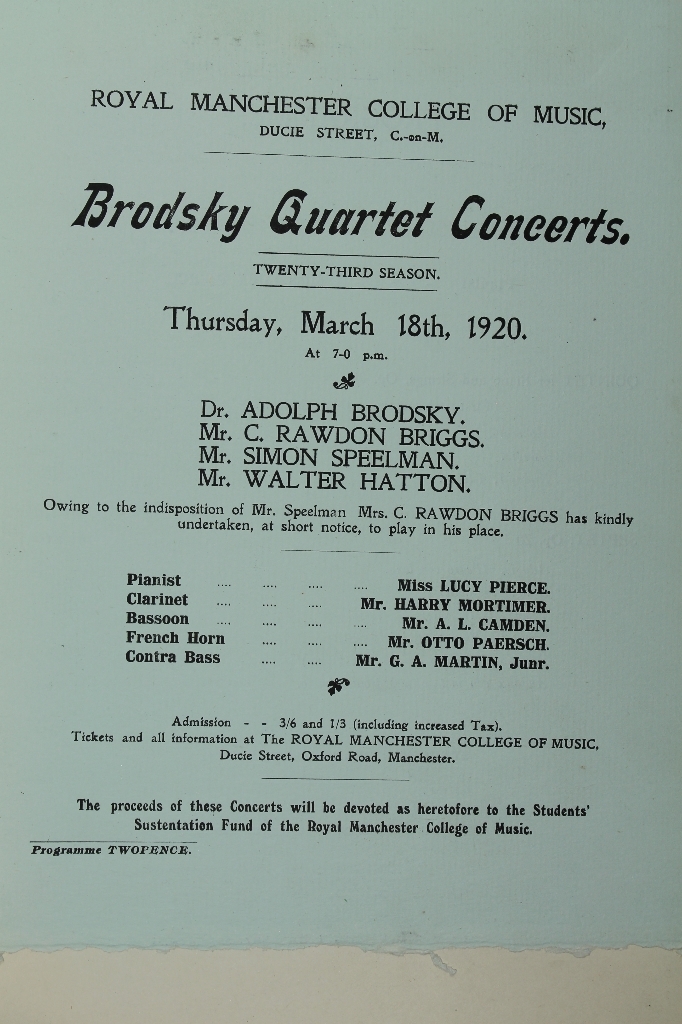 ROYAL MANCHESTER COLLEGE OF MUSIC,
DUCIE STREET, C.-on-M.
Brodsky Quartet Concerts.
TWENTY-THIRD SEASON.
Thursday, March 18th, 1920.
At 7-0 p.m.
Dr. ADOLPH BRODSKY.
Mr. C. RAWDON BRIGGS.
Mr. SIMON SPEELMAN.
Mr. WALTER HATTON.
Owing to the indisposition of Mr. Speelman Mrs. C. RAWDON BRIGGS has kindly
undertaken, at short notice, to play in his place.
Pianist .... .... .... .... Miss LUCY PIERCE.
Clarinet .... .... .... Mr. HARRY MORTIMER.
Bassoon .... .... .... .... Mr. A. L. CAMDEN.
French Horn .... .... .... Mr. OTTO PAERSCH.
Contra Bass .... .... Mr. G. A. MARTIN, Junr.
Admission - - 3/6 and 1/3 (including increased Tax).
Tickets and all information at The ROYAL MANCHESTER COLLEGE OF MUSIC,
Ducie Street, Oxford Road, Manchester.
The proceeds of these Concerts will be devoted as heretofore to the Students'
Sustentation Fund of the Royal Manchester College of Music.
Programme TWOPENCE.